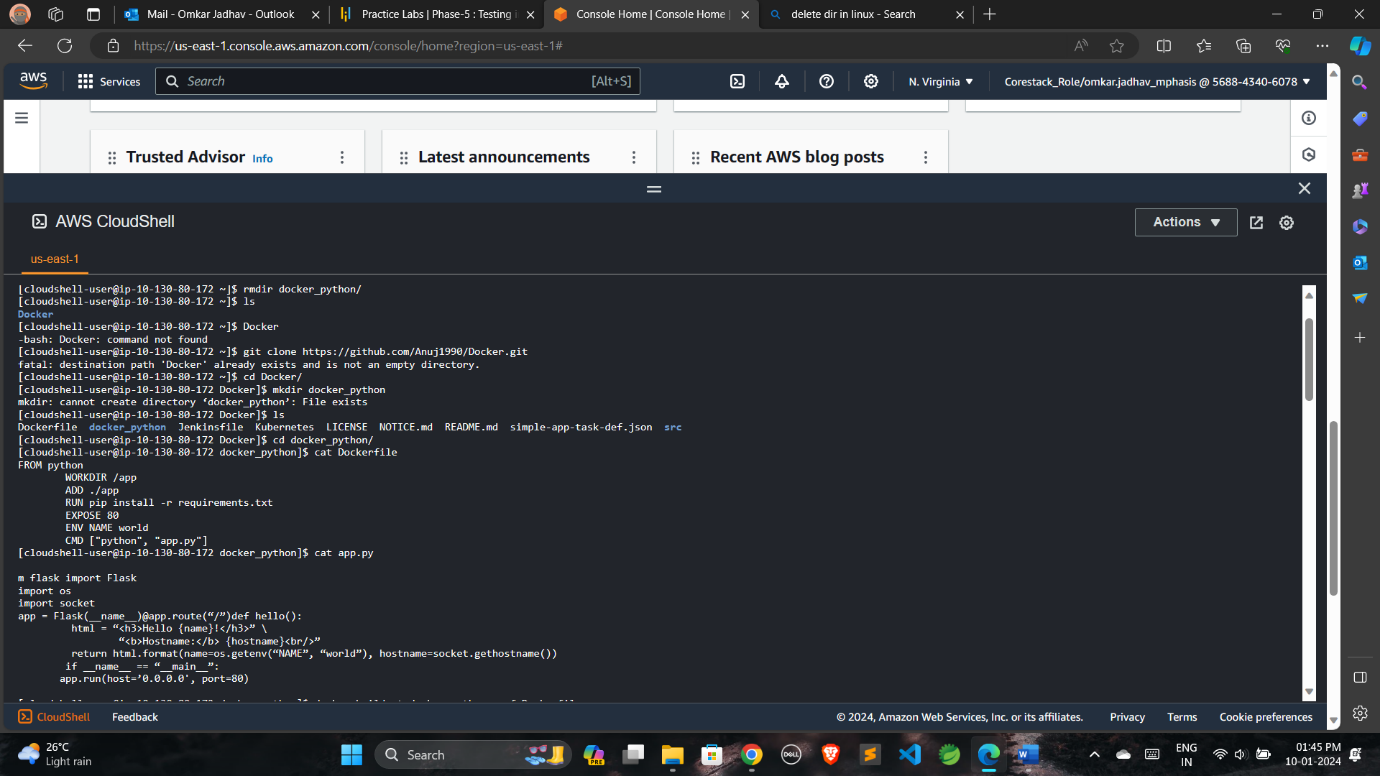 Mail - Omkar Jadhav - Outlook
Practice Labs | Phase-5 : Testing i
Console Home | Console Home |
delete dir in linux - Search
https://us-east-1.console.aws.amazon.com/console/home?region=us-east-1#
aws
Services
Search
[Alt+S]
N. Virginia
Corestack_Role/omkar.jadhav_mphasis @ 5688-4340-6078
Trusted Advisor Info
Latest announcements
Recent AWS blog posts
AWS CloudShell
Actions
us-east-1
[cloudshell-user@ip-10-130-80-172 ~]$ rmdir docker_python/
[cloudshell-user@ip-10-130-80-172 ~]$ ls
Docker
[cloudshell-user@ip-10-130-80-172 ~]$ Docker
-bash: Docker: command not found
[cloudshell-user@ip-10-130-80-172 ~]$ git clone https://github.com/Anuj1990/Docker.git
fatal: destination path 'Docker' already exists and is not an empty directory.
[cloudshell-user@ip-10-130-80-172 ~]$ cd Docker/
[cloudshell-user@ip-10-130-80-172 Docker]$ mkdir docker_python
mkdir: cannot create directory ‘docker_python’: File exists
[cloudshell-user@ip-10-130-80-172 Docker]$ ls
Dockerfile docker_python Jenkinsfile Kubernetes LICENSE NOTICE.md README.md simple-app-task-def.json src
[cloudshell-user@ip-10-130-80-172 Docker]$ cd docker_python/
[cloudshell-user@ip-10-130-80-172 docker_python]$ cat Dockerfile
FROM python
WORKDIR /app
ADD ./app
RUN pip install -r requirements.txt
EXPOSE 80
ENV NAME world
CMD ["python", "app.py"]
[cloudshell-user@ip-10-130-80-172 docker_python]$ cat app.py
m flask import Flask
import os
import socket
app = Flask(__name__)@app.route(“/”)def hello():
html = “<h3>Hello {name}!</h3>” \
“<b>Hostname:</b> {hostname}<br/>”
return html.format(name=os.getenv(“NAME”, “world”), hostname=socket.gethostname())
if __name__ == “__main__”:
app.run(host=’0.0.0.0', port=80)
CloudShell
Feedback
© 2024, Amazon Web Services, Inc. or its affiliates.
Privacy
Terms
Cookie preferences
26°C
Light rain
Search
PRE
DELL
W
ENG
IN
01:45 PM
10-01-2024